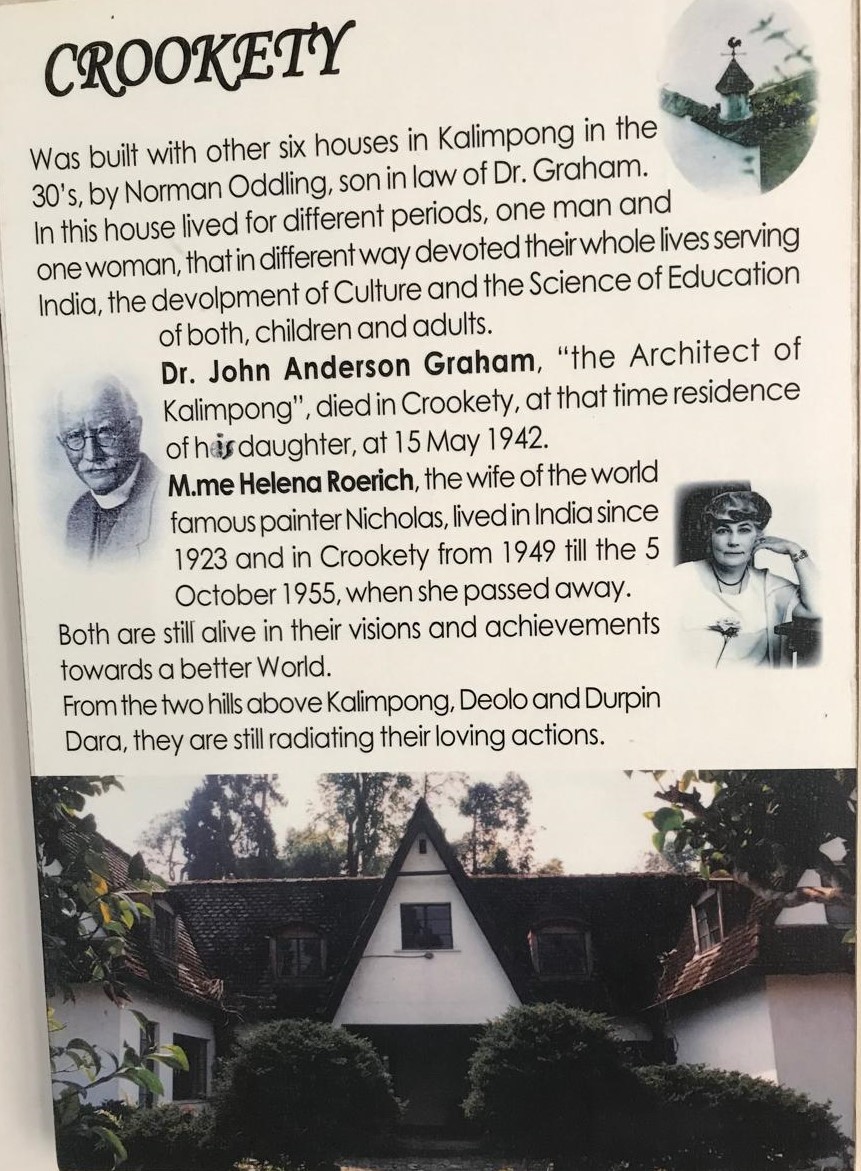 CROOKETY
Was built with other six houses in Kalimpong in the
30's, by Norman Oddling, son in law of Dr. Graham.
In this house lived for different periods, one man and
one woman, that in different way devoted their whole lives serving
India, the devolpment of Culture and the Science of Education
of both, children and adults.
Dr. John Anderson Graham, “the Architect of
Kalimpong”, died in Crookety, at that time residence
of his daughter, at 15 May 1942.
M.me Helena Roerich, the wife of the world
famous painter Nicholas, lived in India since
1923 and in Crookety from 1949 till the 5
October 1955, when she passed away.
Both are still alive in their visions and achievements
towards a better World.
From the two hills above Kalimpong, Deolo and Durpin
Dara, they are still radiating their loving actions.